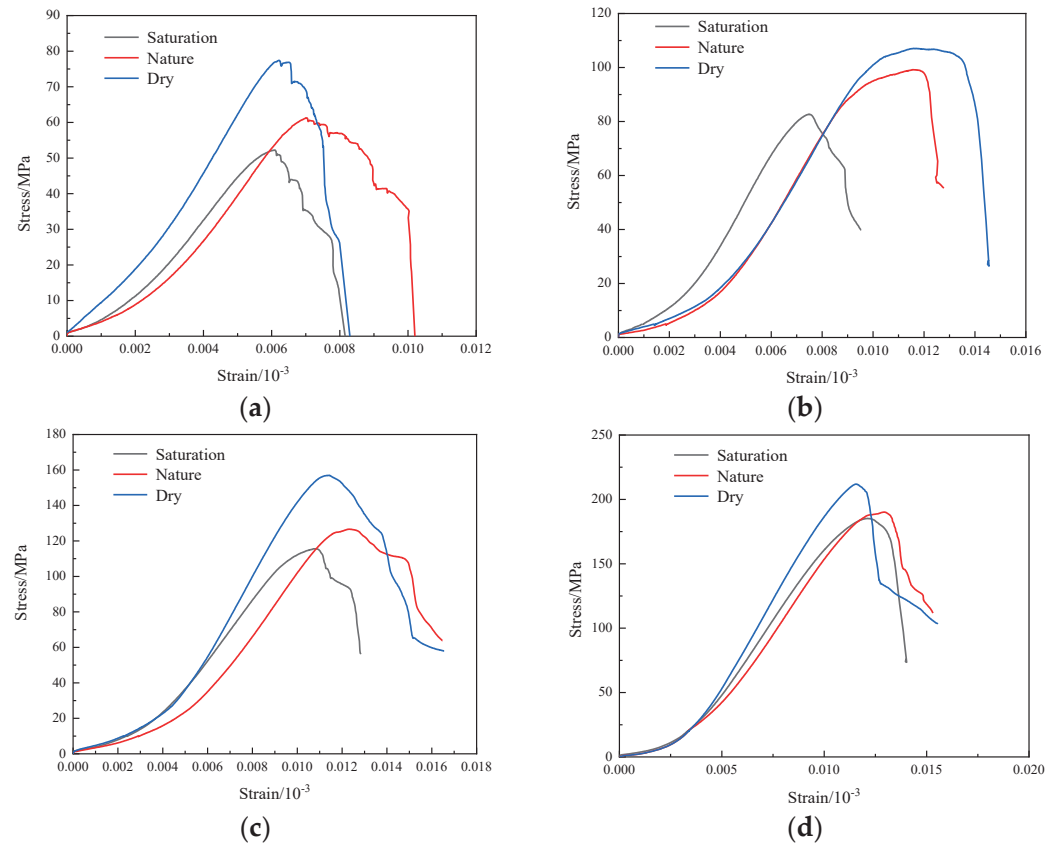 90
80
70
60
50
40
30
20
10
0
Stress/MPa
Saturation
Nature
Dry
0.000 0.002 0.004 0.006 0.008 0.010 0.012
Strain/10⁻³
(a)
120
100
80
60
40
20
0
Stress/MPa
Saturation
Nature
Dry
0.000 0.002 0.004 0.006 0.008 0.010 0.012 0.014 0.016
Strain/10⁻³
(b)
180
160
140
120
100
80
60
40
20
0
Stress/MPa
Saturation
Nature
Dry
0.000 0.002 0.004 0.006 0.008 0.010 0.012 0.014 0.016 0.018
Strain/10⁻³
(c)
250
200
150
100
50
0
Stress/MPa
Saturation
Nature
Dry
0.000 0.005 0.010 0.015 0.020
Strain/10⁻³
(d)